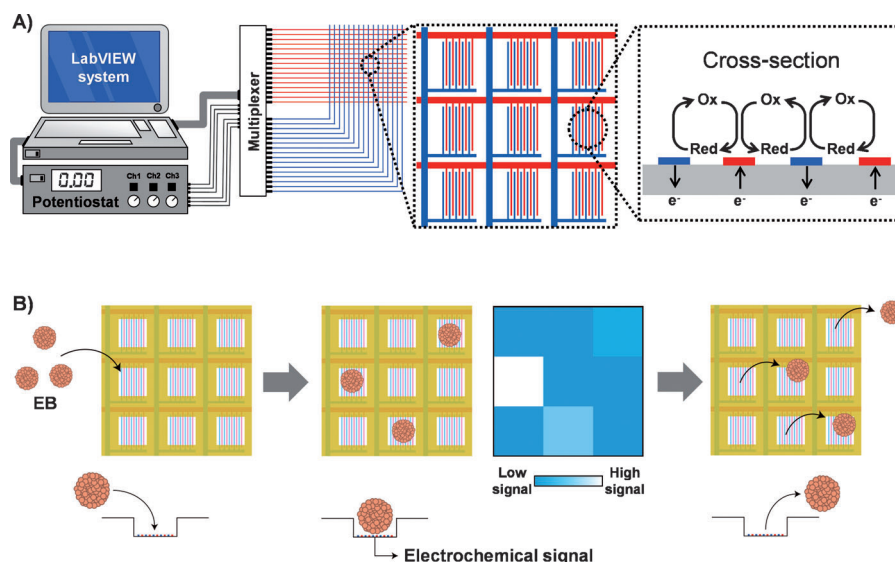 A)
LabVIEW
system
0.00
Ch1 Ch2 Ch3
Potentiostat
Multiplexer
Cross-section
Ox Ox Ox
Red Red Red
e- e- e- e-
B)
EB
Low
signal
High
signal
Electrochemical signal